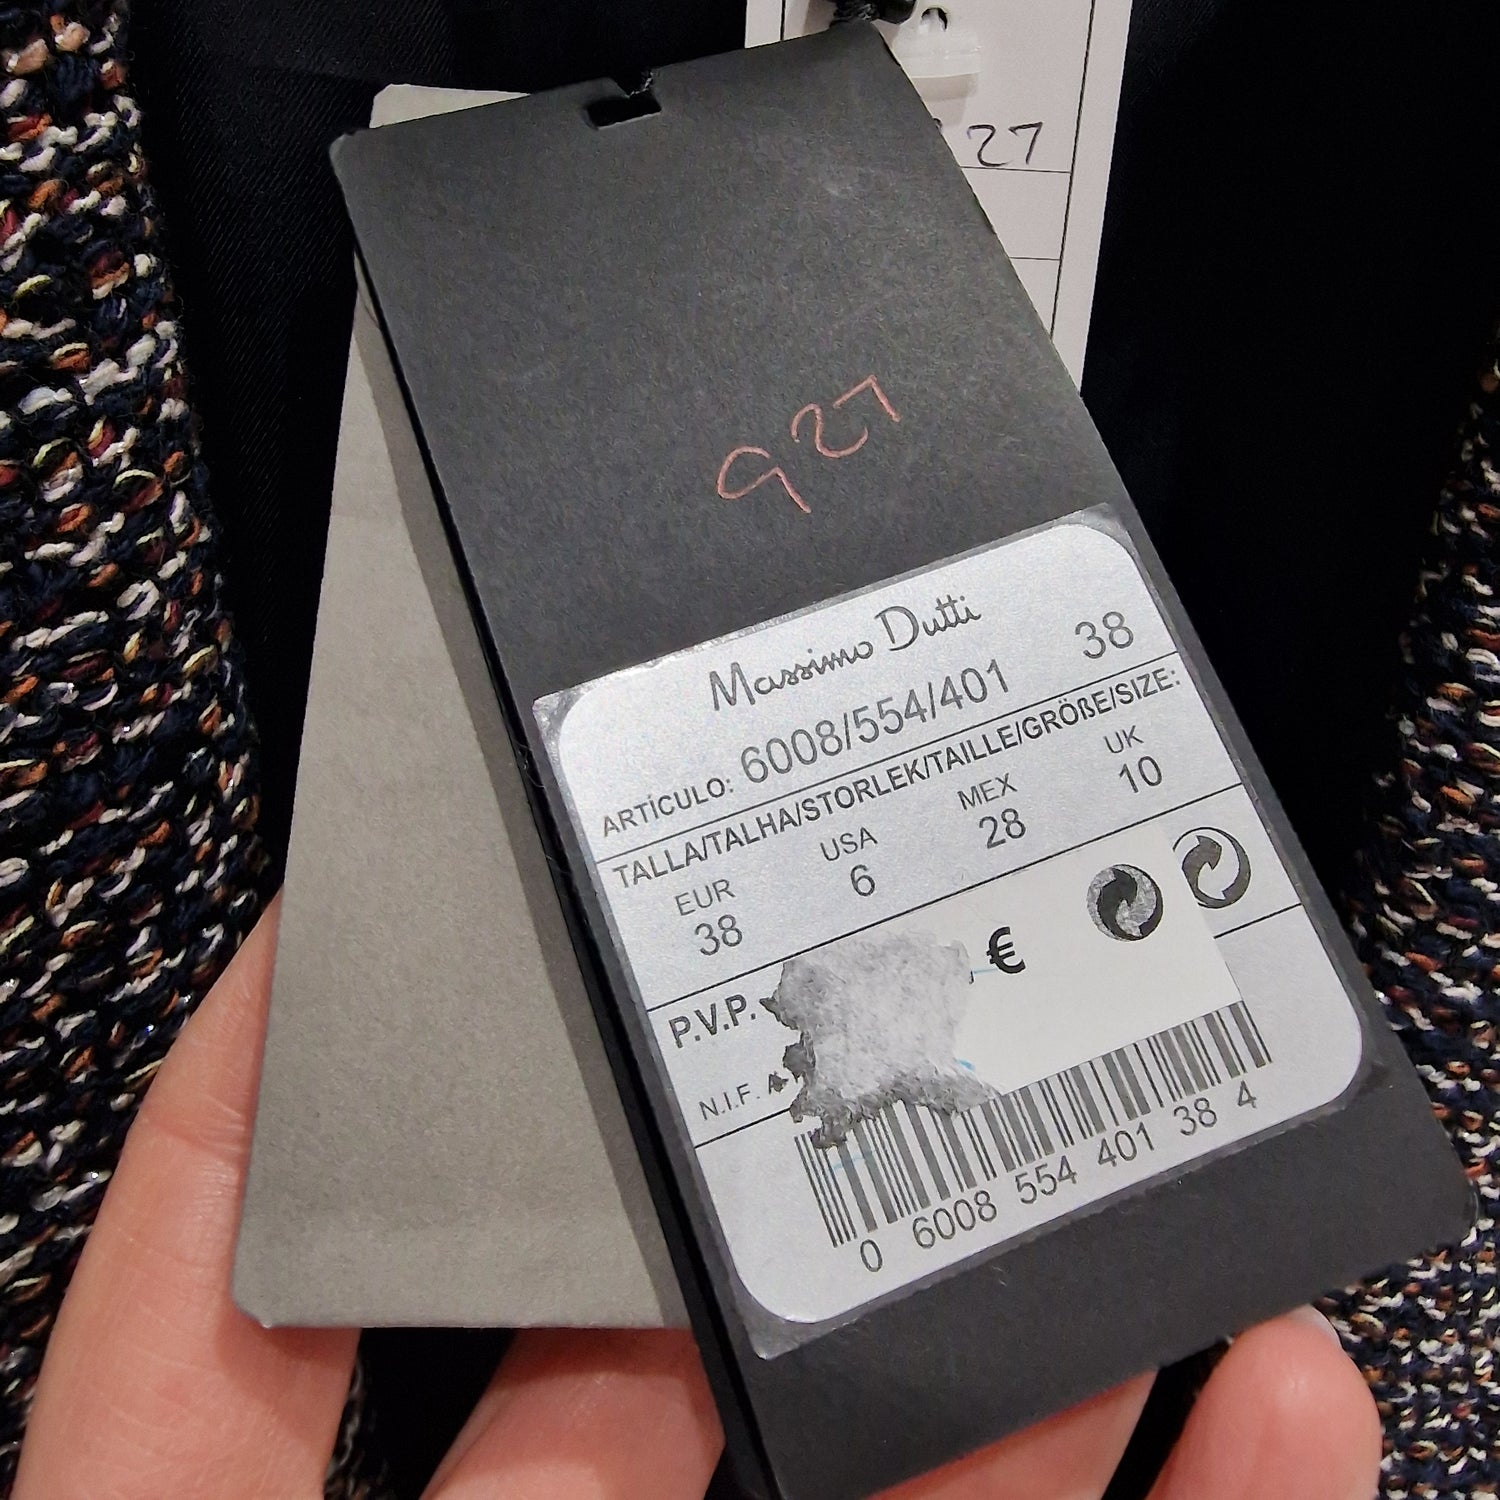 27
927
Massimo Dutti
ARTÍCULO: 6008/554/401 38
TALLA/TALHA/STORLEK/TAILLE/GRÖßE/SIZE:
EUR USA MEX UK
38 6 28 10
P.V.P. €
N.I.F.
0 6008 554 401 38 4